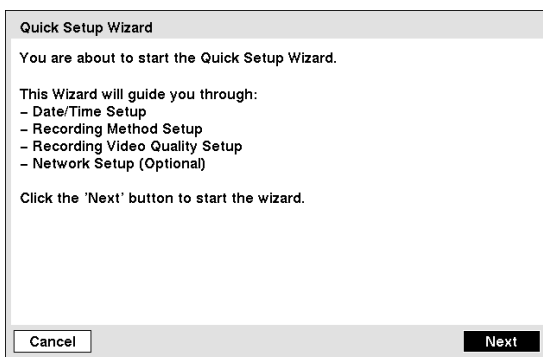 Quick Setup Wizard
You are about to start the Quick Setup Wizard.
This Wizard will guide you through:
– Date/Time Setup
– Recording Method Setup
– Recording Video Quality Setup
– Network Setup (Optional)
Click the 'Next' button to start the wizard.
Cancel
Next